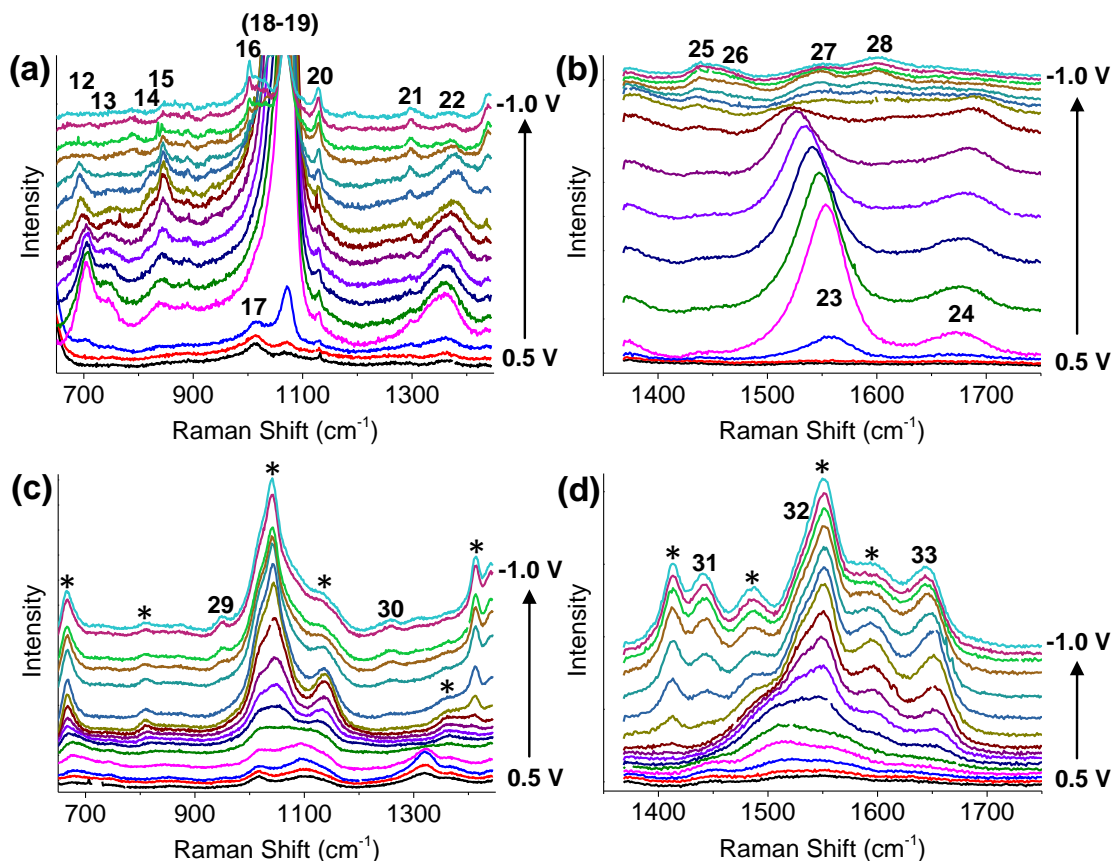 (a)
(18-19)
16
12
13
14
15
20
21
22
17
-1.0 V
0.5 V
Intensity
700
900
1100
1300
Raman Shift (cm-1)
(b)
25
26
27
28
23
24
-1.0 V
0.5 V
Intensity
1400
1500
1600
1700
Raman Shift (cm-1)
(c)
*
*
*
29
*
30
*
*
-1.0 V
0.5 V
Intensity
700
900
1100
1300
Raman Shift (cm-1)
(d)
*
31
*
32
*
*
33
-1.0 V
0.5 V
Intensity
1400
1500
1600
1700
Raman Shift (cm-1)